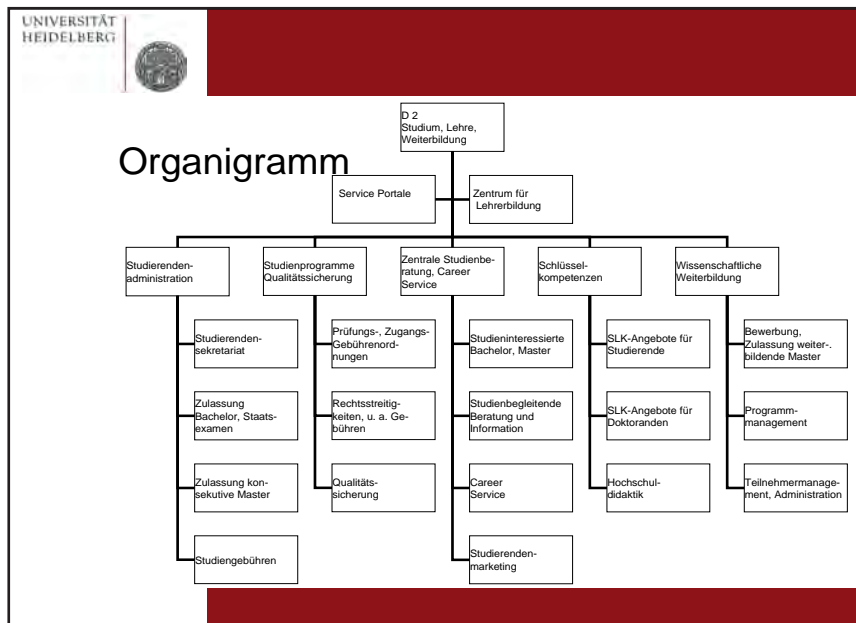 UNIVERSITÄT
HEIDELBERG
Organigramm
D 2
Studium, Lehre,
Weiterbildung
Service Portale
Zentrum für
Lehrerbildung
Studierenden-
administration
Studienprogramme
Qualitätssicherung
Zentrale Studienbe-
ratung, Career
Service
Schlüssel-
kompetenzen
Wissenschaftliche
Weiterbildung
Studierenden-
sekretariat
Zulassung
Bachelor, Staats-
examen
Zulassung kon-
sekutive Master
Studiengebühren
Prüfungs-, Zugangs-
Gebührenord-
nungen
Rechtsstreitig-
keiten, u. a. Ge-
bühren
Qualitäts-
sicherung
Studieninteressierte
Bachelor, Master
Studienbegleitende
Beratung und
Information
Career
Service
Studierenden-
marketing
SLK-Angebote für
Studierende
SLK-Angebote für
Doktoranden
Hochschul-
didaktik
Bewerbung,
Zulassung weiter-.
bildende Master
Programm-
management
Teilnehmermanage-
ment, Administration